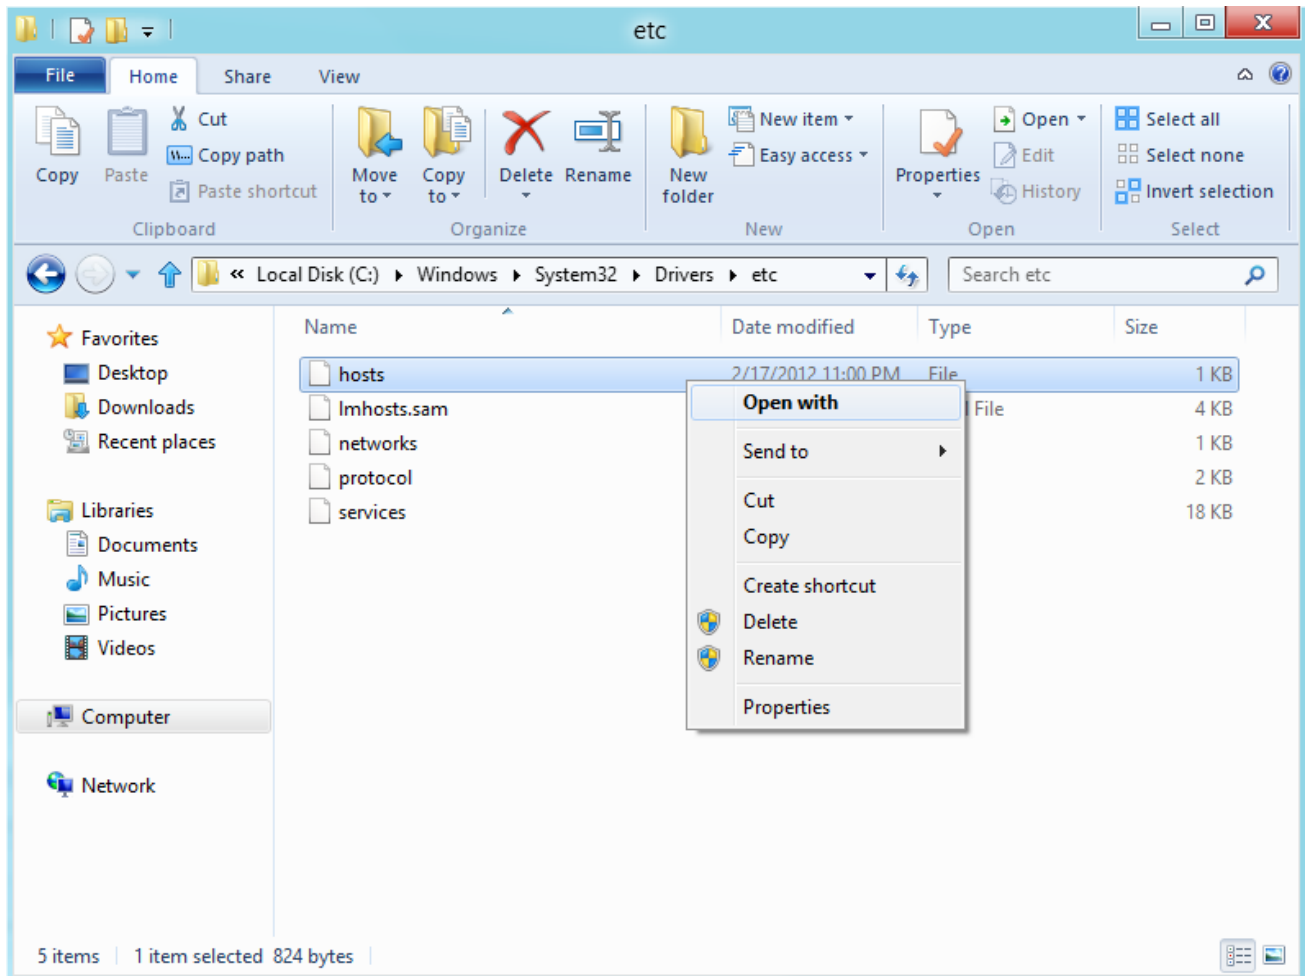 etc
File Home Share View
Copy
Paste
Cut
Copy path
Paste shortcut
Clipboard
Move to
Copy to
Delete
Rename
Organize
New folder
New item
Easy access
New
Properties
Open
Edit
History
Open
Select all
Select none
Invert selection
Select
« Local Disk (C:) Windows System32 Drivers etc
Search etc
Favorites
Desktop
Downloads
Recent places
Libraries
Documents
Music
Pictures
Videos
Computer
Network
Name Date modified Type Size
hosts 2/17/2012 11:00 PM File 1 KB
lmhosts.sam File 4 KB
networks 1 KB
protocol 2 KB
services 18 KB
Open with
Send to
Cut
Copy
Create shortcut
Delete
Rename
Properties
5 items 1 item selected 824 bytes